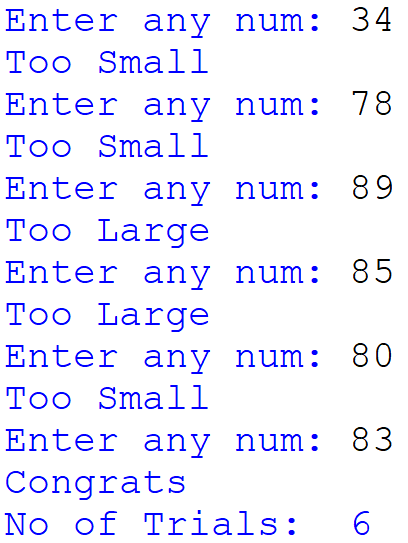 Enter any num: 34
Too Small
Enter any num: 78
Too Small
Enter any num: 89
Too Large
Enter any num: 85
Too Large
Enter any num: 80
Too Small
Enter any num: 83
Congrats
No of Trials:  6